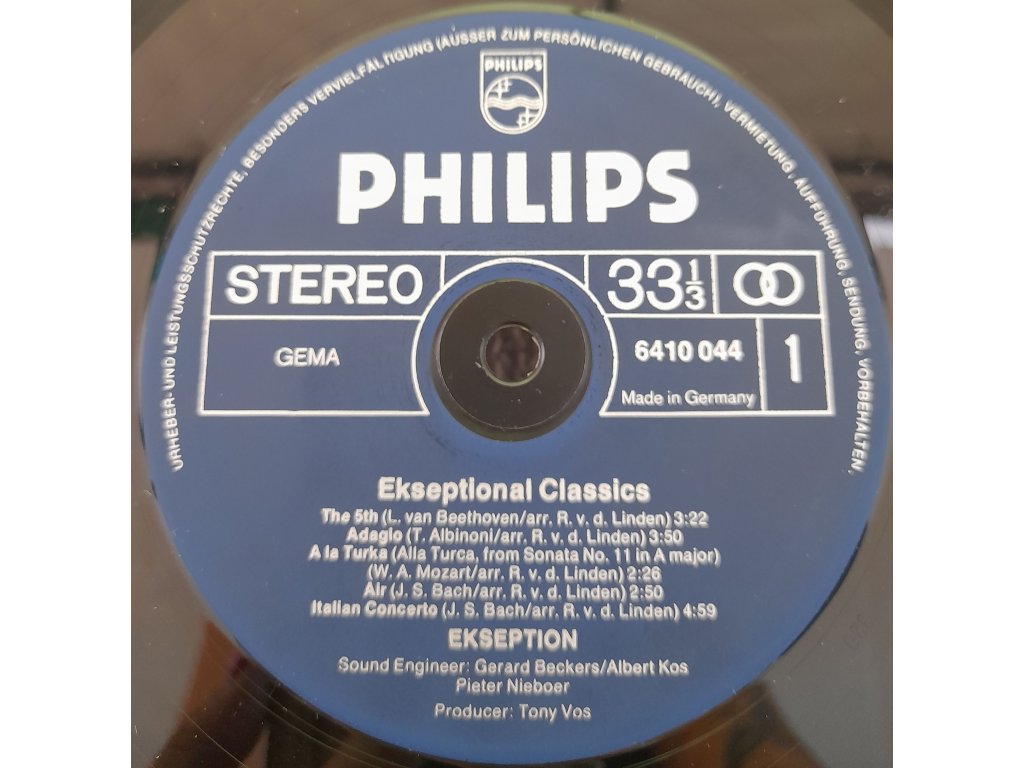 URHEBER- UND LEISTUNGSSCHUTZRECHTE, BESONDERS VERVIELFÄLTIGUNG (AUSSER ZUM PERSÖNLICHEN GEBRAUCH), VERMIETUNG, AUFFÜHRUNG, SENDUNG, VORBEHALTEN,
PHILIPS
PHILIPS
STEREO 33 1/3
GEMA 6410 044 1
Made in Germany
Ekseptional Classics
The 5th (L. van Beethoven/arr. R. v. d. Linden) 3:22
Adagio (T. Albinoni/arr. R. v. d. Linden) 3:50
A la Turka (Alla Turca, from Sonata No. 11 in A major)
(W. A. Mozart/arr. R. v. d. Linden) 2:26
Air (J. S. Bach/arr. R. v. d. Linden) 2:50
Italian Concerto (J. S. Bach/arr. R. v. d. Linden) 4:59
EKSEPTION
Sound Engineer: Gerard Beckers/Albert Kos
Pieter Nieboer
Producer: Tony Vos